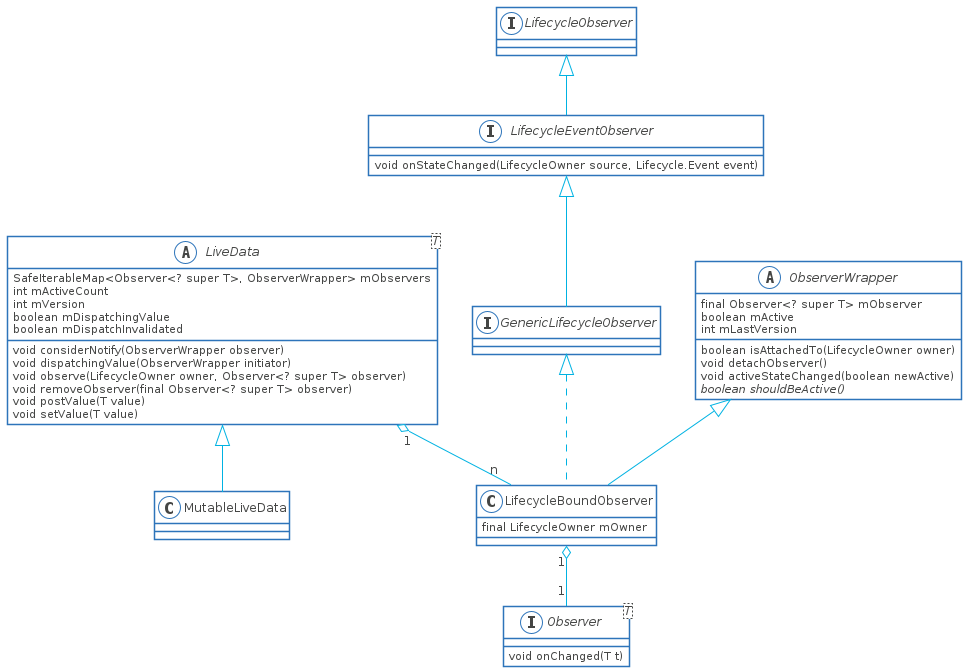 I LifecycleObserver
I LifecycleEventObserver
void onStateChanged(LifecycleOwner source, Lifecycle.Event event)
A LiveData
T
SafeIterableMap<Observer<? super T>, ObserverWrapper> mObservers
int mActiveCount
int mVersion
boolean mDispatchingValue
boolean mDispatchInvalidated
void considerNotify(ObserverWrapper observer)
void dispatchingValue(ObserverWrapper initiator)
void observe(LifecycleOwner owner, Observer<? super T> observer)
void removeObserver(final Observer<? super T> observer)
void postValue(T value)
void setValue(T value)
A ObserverWrapper
final Observer<? super T> mObserver
boolean mActive
int mLastVersion
boolean isAttachedTo(LifecycleOwner owner)
void detachObserver()
void activeStateChanged(boolean newActive)
boolean shouldBeActive()
I GenericLifecycleObserver
1
n
C MutableLiveData
C LifecycleBoundObserver
final LifecycleOwner mOwner
1
1
I Observer
T
void onChanged(T t)